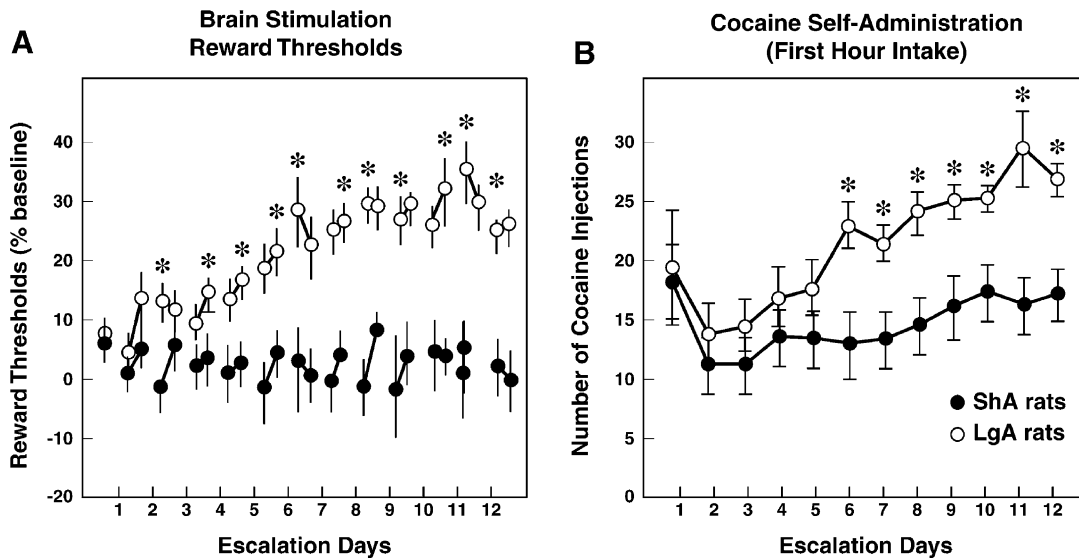 A
Brain Stimulation
Reward Thresholds
Reward Thresholds (% baseline)
40
30
20
10
0
-10
-20
* * * * * * * * * * * *
1 2 3 4 5 6 7 8 9 10 11 12
Escalation Days
B
Cocaine Self-Administration
(First Hour Intake)
Number of Cocaine Injections
30
25
20
15
10
5
0
* * * * * * *
ShA rats
LgA rats
1 2 3 4 5 6 7 8 9 10 11 12
Escalation Days